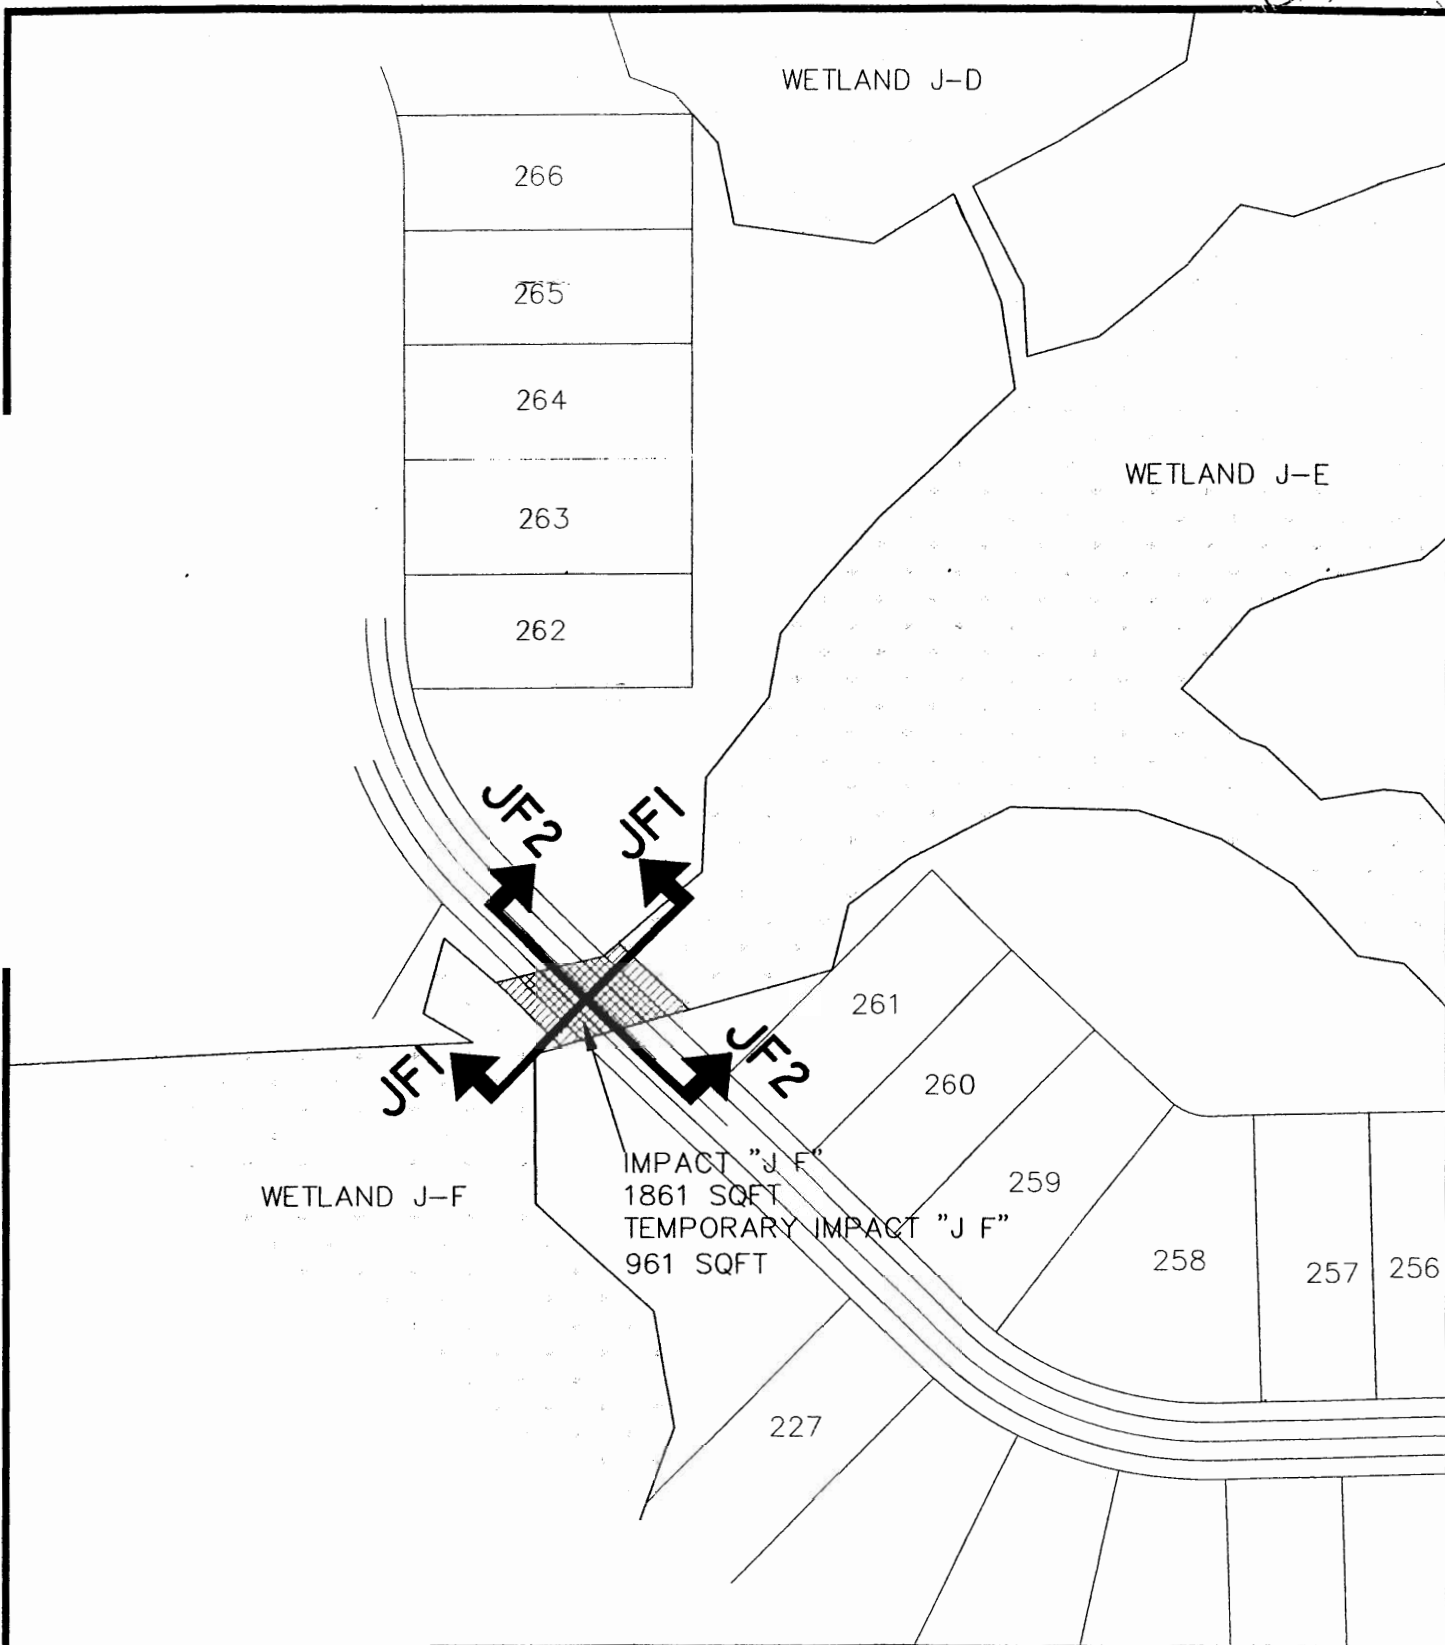 WETLAND J-D
266
265
264
WETLAND J-E
263
262
JF2
JF1
261
JF1
JF2
260
IMPACT "J F"
1861 SQFT
TEMPORARY IMPACT "J F"
961 SQFT
WETLAND J-F
259
258
257
256
227